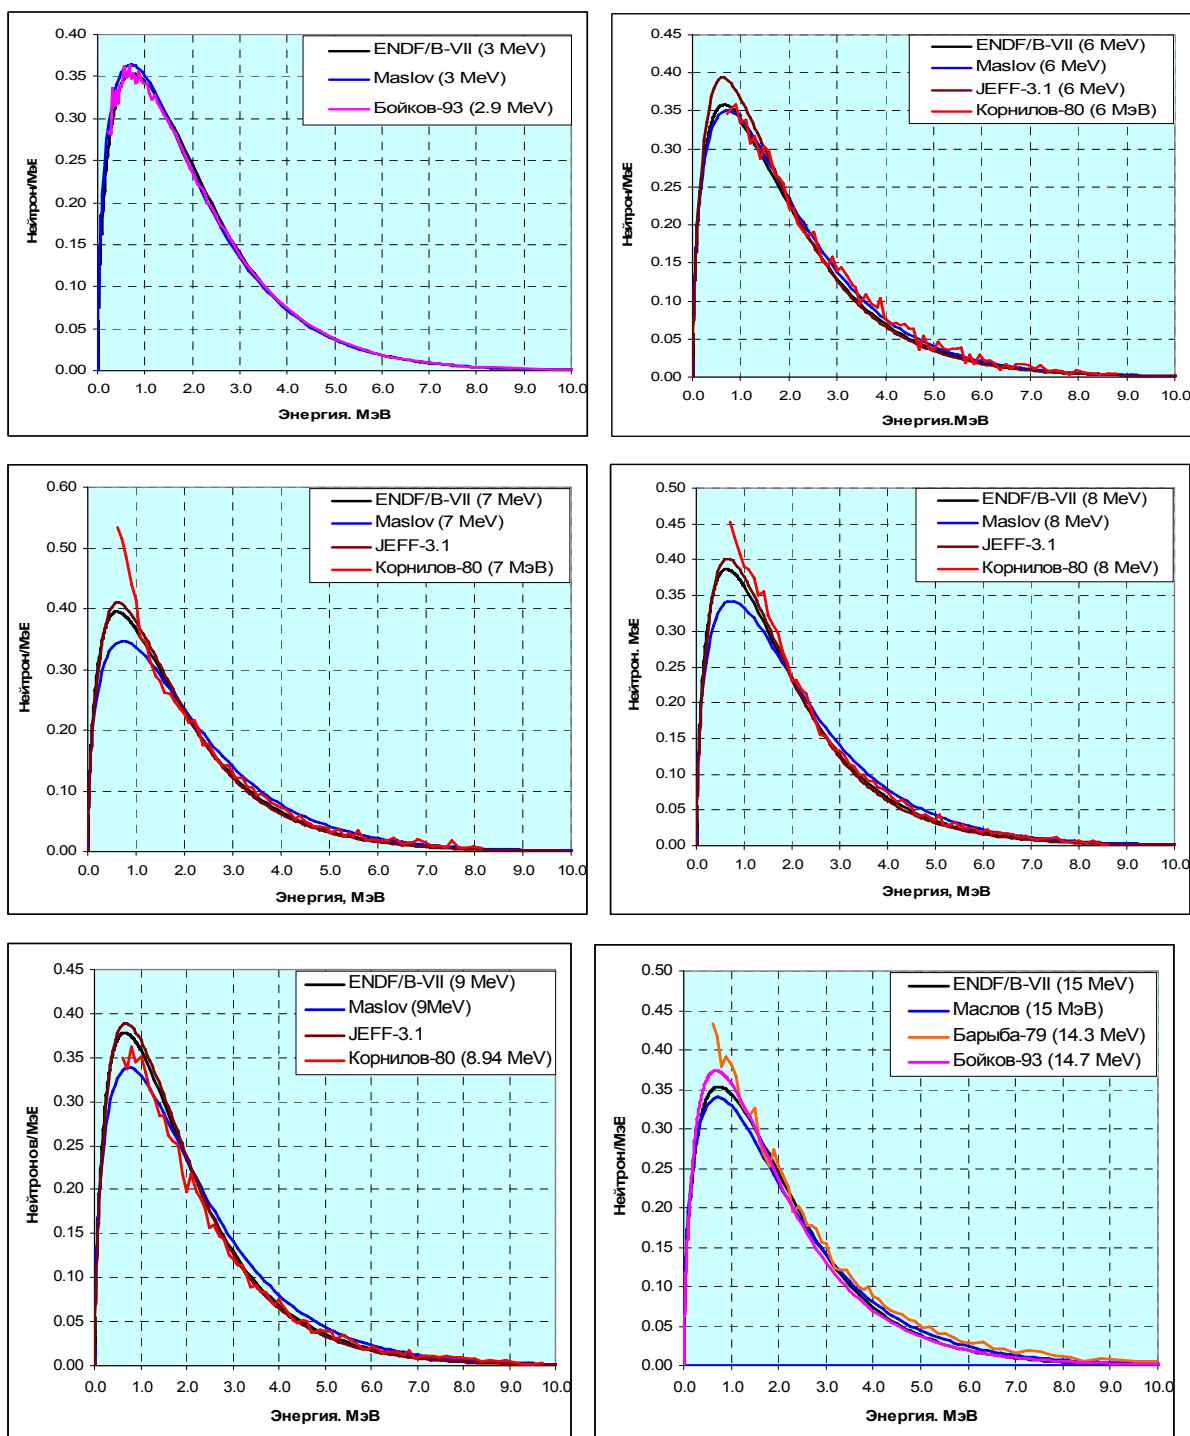 0.40
0.35
0.30
0.25
0.20
0.15
0.10
0.05
0.00
Нейтрон/МэЕ
ENDF/B-VII (3 MeV)
Maslov (3 MeV)
Бойков-93 (2.9 MeV)
0.0 1.0 2.0 3.0 4.0 5.0 6.0 7.0 8.0 9.0 10.0
Энергия. МэВ
0.45
0.40
0.35
0.30
0.25
0.20
0.15
0.10
0.05
0.00
Нейтрон/МэЕ
ENDF/B-VII (6 MeV)
Maslov (6 MeV)
JEFF-3.1 (6 MeV)
Корнилов-80 (6 МэВ)
0.0 1.0 2.0 3.0 4.0 5.0 6.0 7.0 8.0 9.0 10.0
Энергия.МэВ
0.60
0.50
0.40
0.30
0.20
0.10
0.00
Нейтрон/МэЕ
ENDF/B-VII (7 MeV)
Maslov (7 MeV)
JEFF-3.1
Корнилов-80 (7 МэВ)
0.0 1.0 2.0 3.0 4.0 5.0 6.0 7.0 8.0 9.0 10.0
Энергия, МэВ
0.50
0.45
0.40
0.35
0.30
0.25
0.20
0.15
0.10
0.05
0.00
Нейтрон. МэЕ
ENDF/B-VII (8 MeV)
Maslov (8 MeV)
JEFF-3.1
Корнилов-80 (8 MeV)
0.0 1.0 2.0 3.0 4.0 5.0 6.0 7.0 8.0 9.0 10.0
Энергия, МэВ
0.45
0.40
0.35
0.30
0.25
0.20
0.15
0.10
0.05
0.00
Нейтронов/МэЕ
ENDF/B-VII (9 MeV)
Maslov (9MeV)
JEFF-3.1
Корнилов-80 (8.94 MeV)
0.0 1.0 2.0 3.0 4.0 5.0 6.0 7.0 8.0 9.0 10.0
Энергия. МэВ
0.50
0.45
0.40
0.35
0.30
0.25
0.20
0.15
0.10
0.05
0.00
Нейтрон/МэЕ
ENDF/B-VII (15 MeV)
Маслов (15 МэВ)
Барыба-79 (14.3 MeV)
Бойков-93 (14.7 MeV)
0.0 1.0 2.0 3.0 4.0 5.0 6.0 7.0 8.0 9.0 10.0
Энергия. МэВ